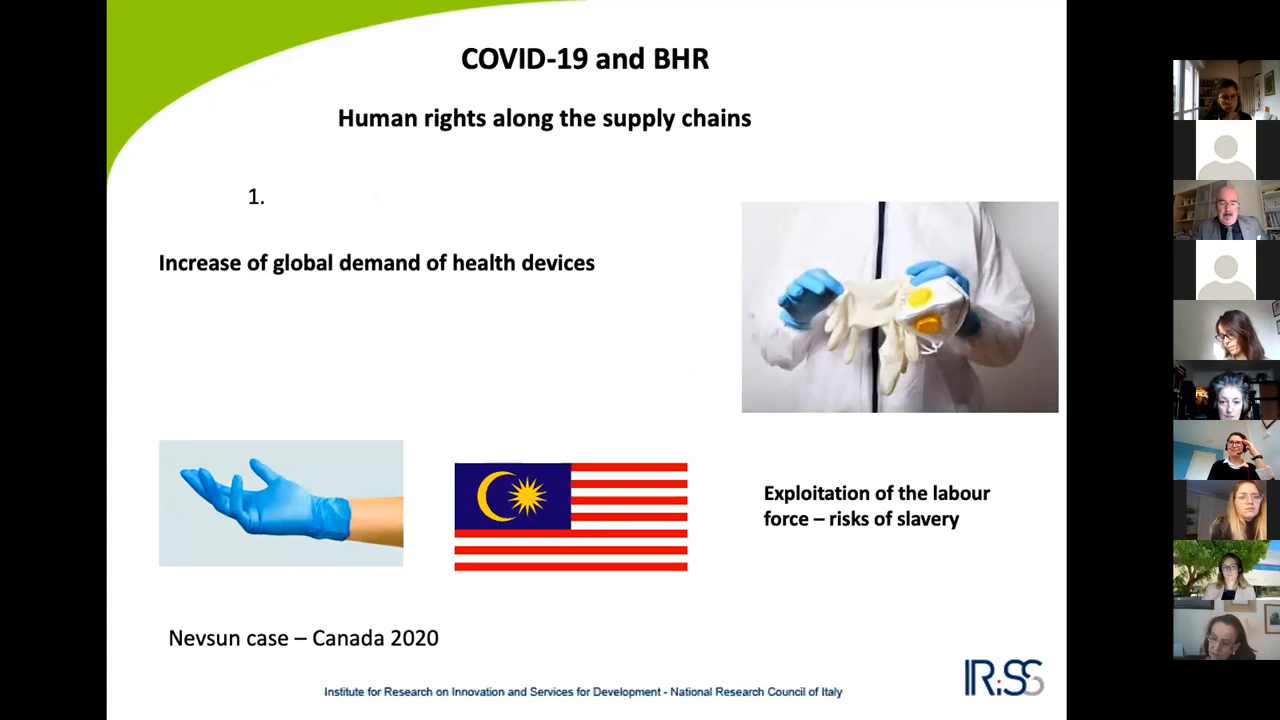 COVID-19 and BHR
Human rights along the supply chains
1.
Increase of global demand of health devices
Exploitation of the labour
force – risks of slavery
Nevsun case – Canada 2020
Institute for Research on Innovation and Services for Development - National Research Council of Italy
IRiSS